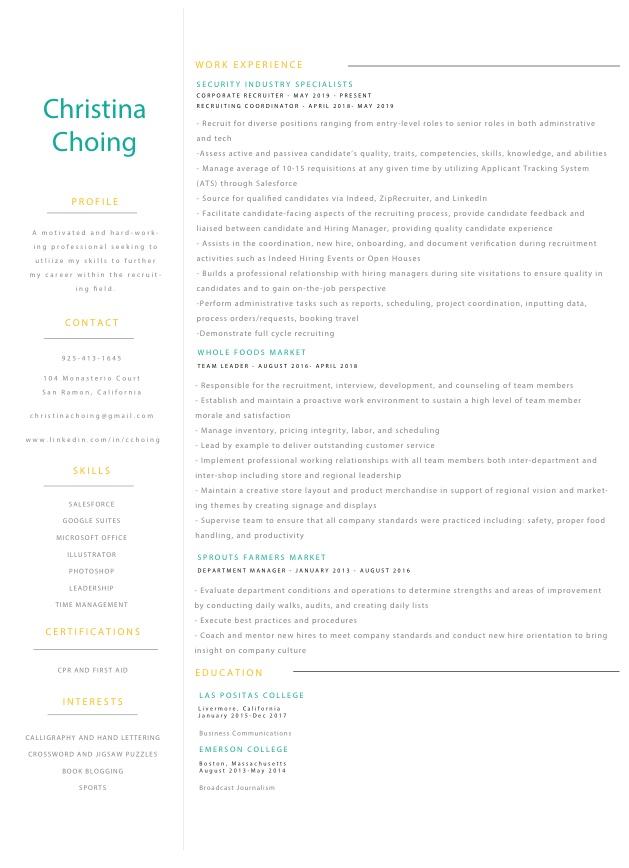 Christina
Choing
PROFILE
A motivated and hard-work-
ing professional seeking to
utliize my skills to further
my career within the recruit-
ing field.
CONTACT
925-413-1645
104 Monasterio Court
San Ramon, California
christinachoing@gmail.com
www.linkedin.com/in/cchoing
SKILLS
SALESFORCE
GOOGLE SUITES
MICROSOFT OFFICE
ILLUSTRATOR
PHOTOSHOP
LEADERSHIP
TIME MANAGEMENT
CERTIFICATIONS
CPR AND FIRST AID
INTERESTS
CALLIGRAPHY AND HAND LETTERING
CROSSWORD AND JIGSAW PUZZLES
BOOK BLOGGING
SPORTS
WORK EXPERIENCE
SECURITY INDUSTRY SPECIALISTS
CORPORATE RECRUITER - MAY 2019 - PRESENT
RECRUITING COORDINATOR - APRIL 2018- MAY 2019
- Recruit for diverse positions ranging from entry-level roles to senior roles in both adminstrative
and tech
-Assess active and passivea candidate's quality, traits, competencies, skills, knowledge, and abilities
- Manage average of 10-15 requisitions at any given time by utilizing Applicant Tracking System
(ATS) through Salesforce
- Source for qualified candidates via Indeed, ZipRecruiter, and LinkedIn
- Facilitate candidate-facing aspects of the recruiting process, provide candidate feedback and
liaised between candidate and Hiring Manager, providing quality candidate experience
- Assists in the coordination, new hire, onboarding, and document verification during recruitment
activities such as Indeed Hiring Events or Open Houses
- Builds a professional relationship with hiring managers during site visitations to ensure quality in
candidates and to gain on-the-job perspective
-Perform administrative tasks such as reports, scheduling, project coordination, inputting data,
process orders/requests, booking travel
-Demonstrate full cycle recruiting
WHOLE FOODS MARKET
TEAM LEADER - AUGUST 2016- APRIL 2018
- Responsible for the recruitment, interview, development, and counseling of team members
- Establish and maintain a proactive work environment to sustain a high level of team member
morale and satisfaction
- Manage inventory, pricing integrity, labor, and scheduling
- Lead by example to deliver outstanding customer service
- Implement professional working relationships with all team members both inter-department and
inter-shop including store and regional leadership
- Maintain a creative store layout and product merchandise in support of regional vision and market-
ing themes by creating signage and displays
- Supervise team to ensure that all company standards were practiced including: safety, proper food
handling, and productivity
SPROUTS FARMERS MARKET
DEPARTMENT MANAGER - JANUARY 2013 - AUGUST 2016
- Evaluate department conditions and operations to determine strengths and areas of improvement
by conducting daily walks, audits, and creating daily lists
- Execute best practices and procedures
- Coach and mentor new hires to meet company standards and conduct new hire orientation to bring
insight on company culture
EDUCATION
LAS POSITAS COLLEGE
Livermore, California
January 2015-Dec 2017
Business Communications
EMERSON COLLEGE
Boston, Massachusetts
August 2013-May 2014
Broadcast Journalism